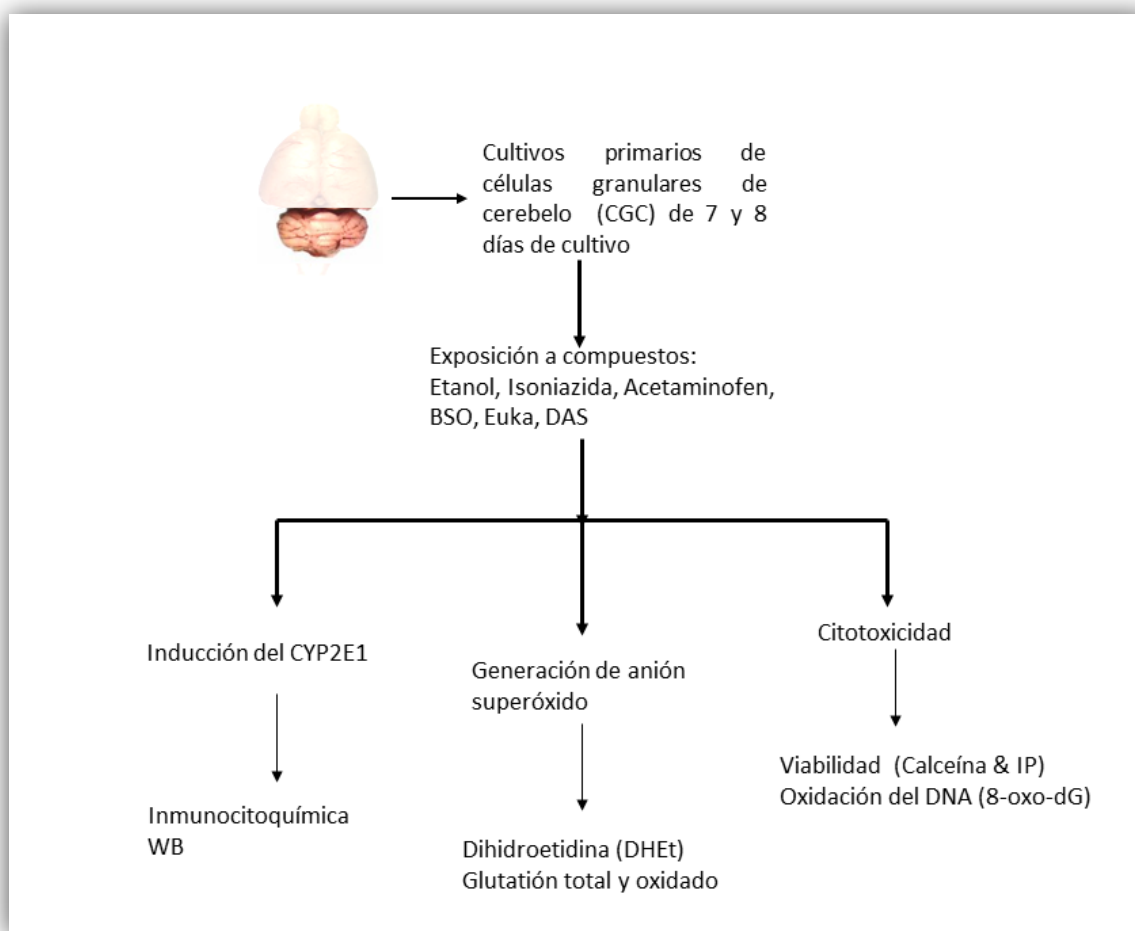 Cultivos primarios de
células granulares de
cerebelo (CGC) de 7 y 8
días de cultivo
Exposición a compuestos:
Etanol, Isoniazida, Acetaminofen,
BSO, Euka, DAS
Inducción del CYP2E1
Inmunocitoquímica
WB
Generación de anión
superóxido
Dihidroetidina (DHEt)
Glutatión total y oxidado
Citotoxicidad
Viabilidad (Calceína & IP)
Oxidación del DNA (8-oxo-dG)